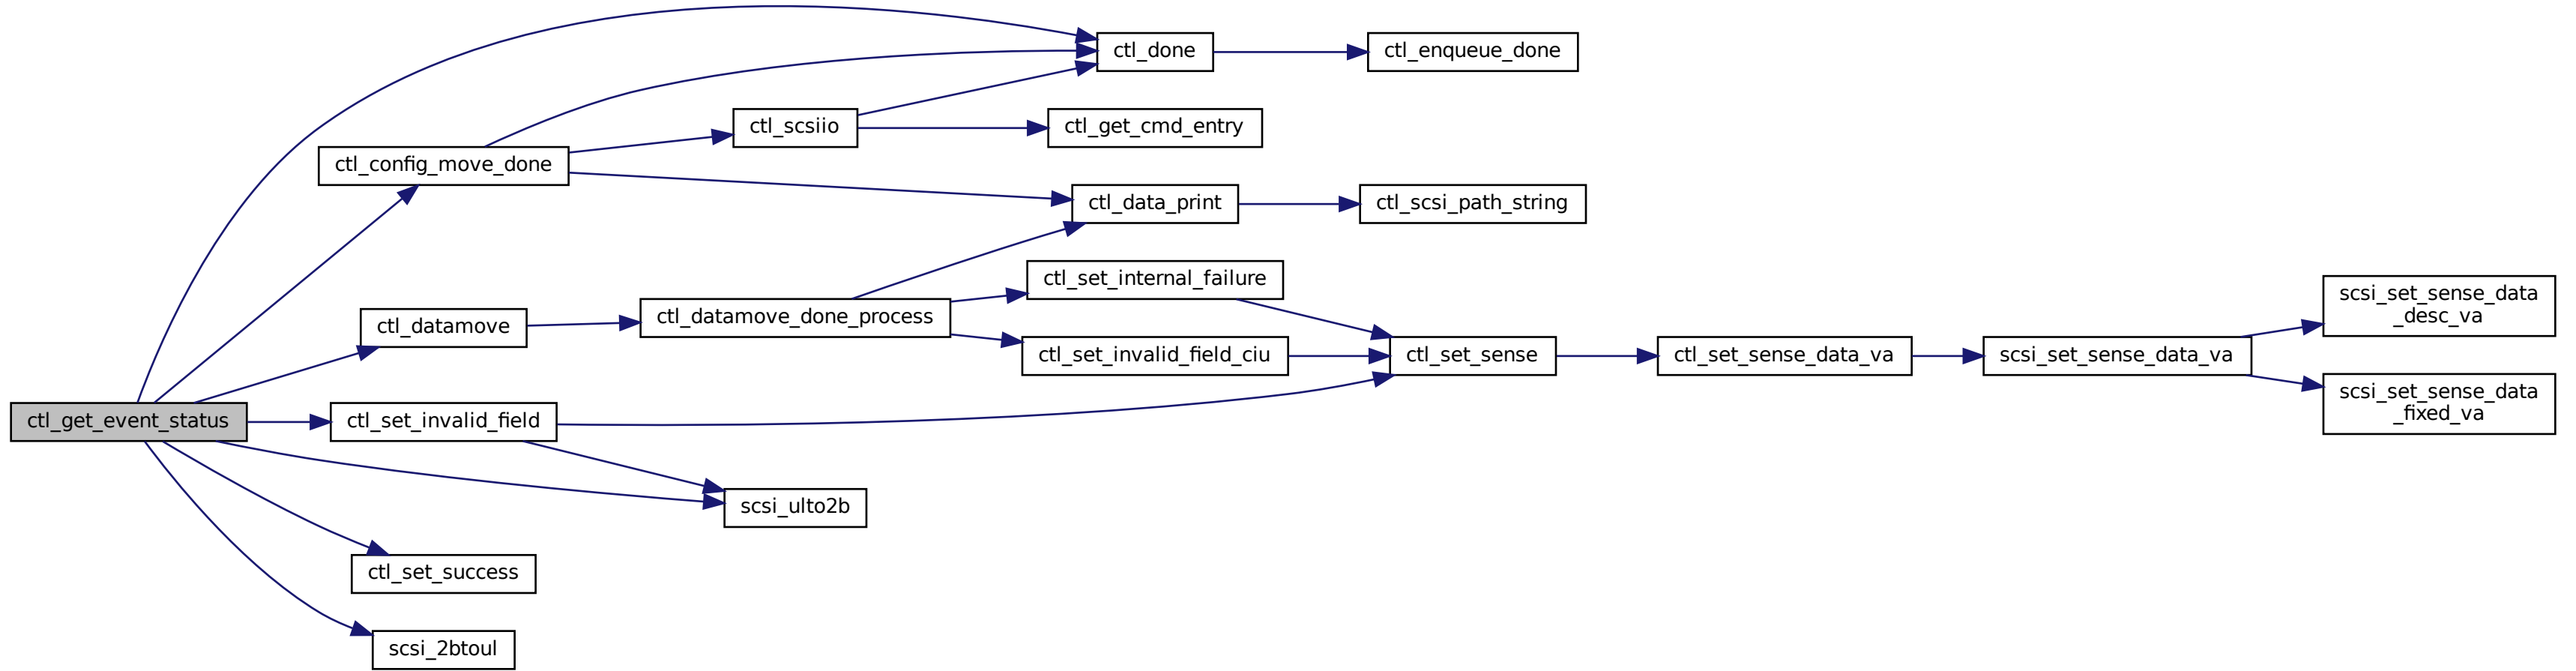 ctl_done
ctl_enqueue_done
ctl_scsiio
ctl_get_cmd_entry
ctl_config_move_done
ctl_data_print
ctl_scsi_path_string
ctl_set_internal_failure
scsi_set_sense_data
_desc_va
ctl_datamove
ctl_datamove_done_process
ctl_set_invalid_field_ciu
ctl_set_sense
ctl_set_sense_data_va
scsi_set_sense_data_va
scsi_set_sense_data
_fixed_va
ctl_get_event_status
ctl_set_invalid_field
scsi_ulto2b
ctl_set_success
scsi_2btoul